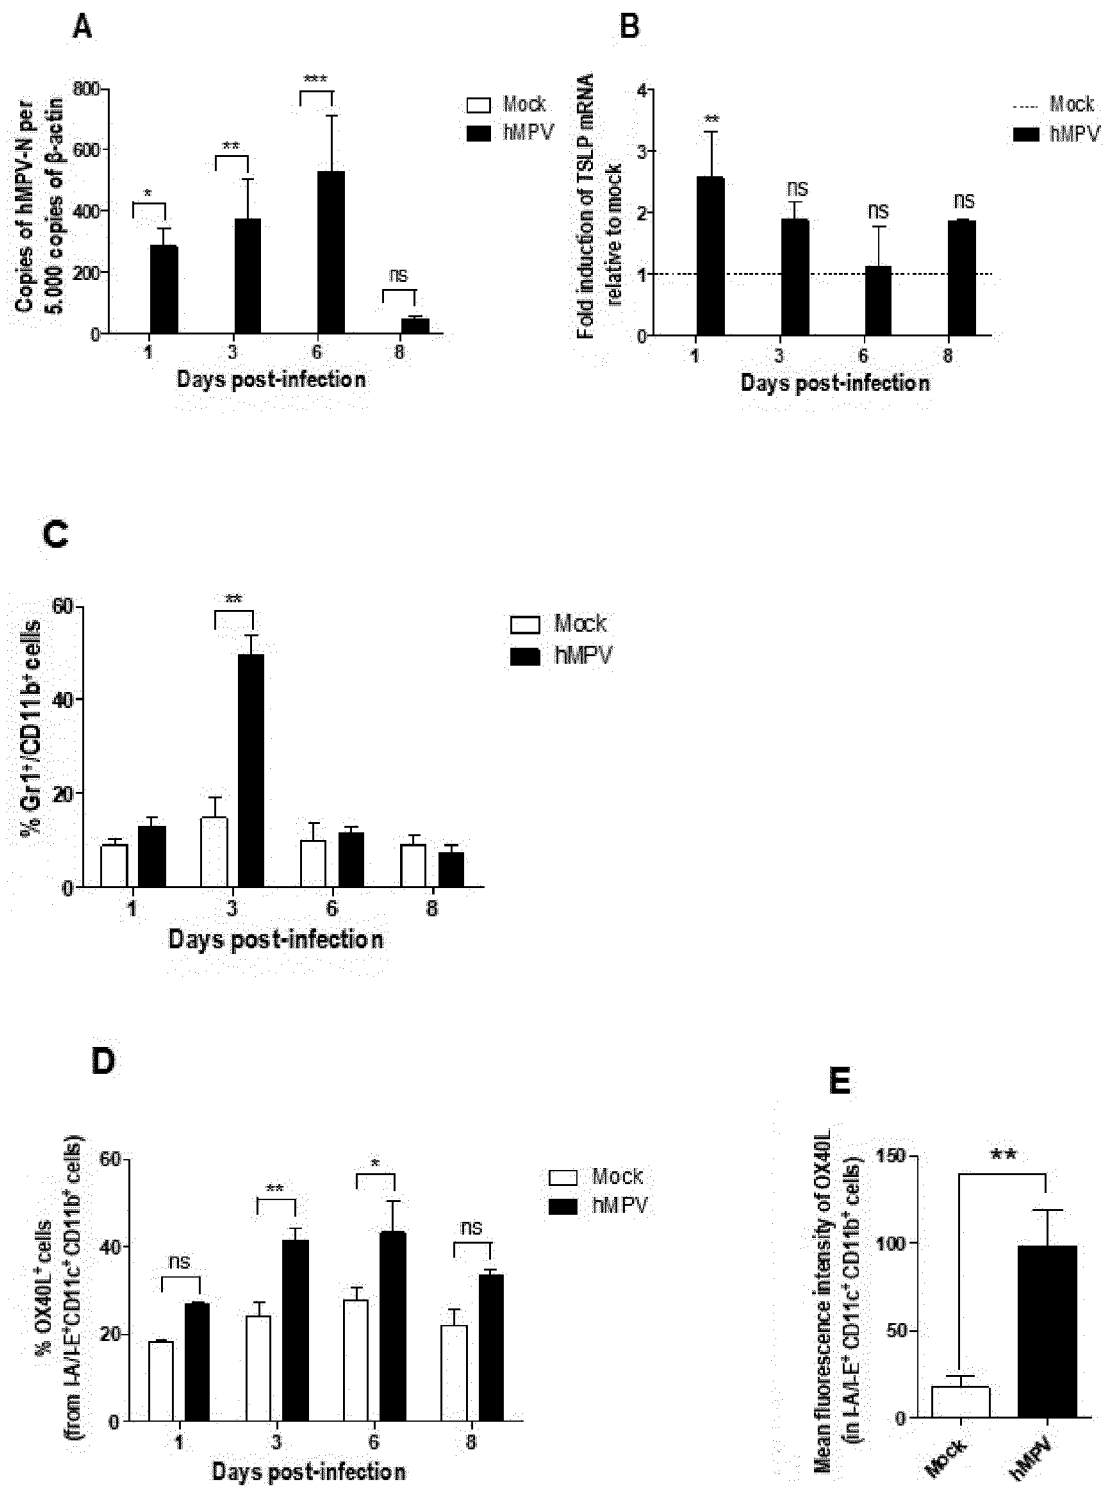 A
Copies of hMPV-N per
5.000 copies of β-actin
800
600
400
200
0
*
**
***
ns
1 3 6 8
Days post-infection
Mock
hMPV
B
Fold induction of TSLP mRNA
relative to mock
4
3
2
1
0
**
ns
ns
ns
1 3 6 8
Days post-infection
Mock
hMPV
C
% Gr1⁺/CD11b⁺ cells
60
40
20
0
**
1 3 6 8
Days post-infection
Mock
hMPV
D
% OX40L⁺ cells
(from I-A/I-E⁺CD11c⁺ CD11b⁺ cells)
60
40
20
0
ns
**
*
ns
1 3 6 8
Days post-infection
Mock
hMPV
E
Mean fluorescence intensity of OX40L
(in I-A/I-E⁺ CD11c⁺ CD11b⁺ cells)
150
100
50
0
**
Mock
hMPV